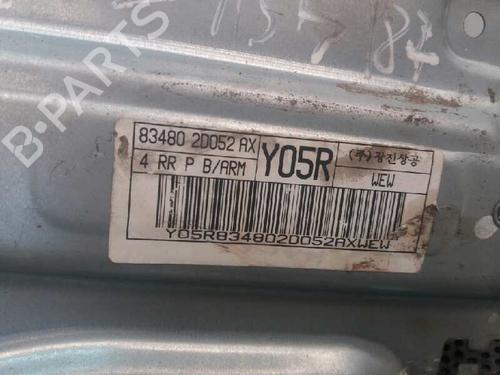 B-PARTS
83480 2D052 AX
Y05R
(주)광진상공
4 RR P B/ARM
WEW
Y05R834802D052AXWEW